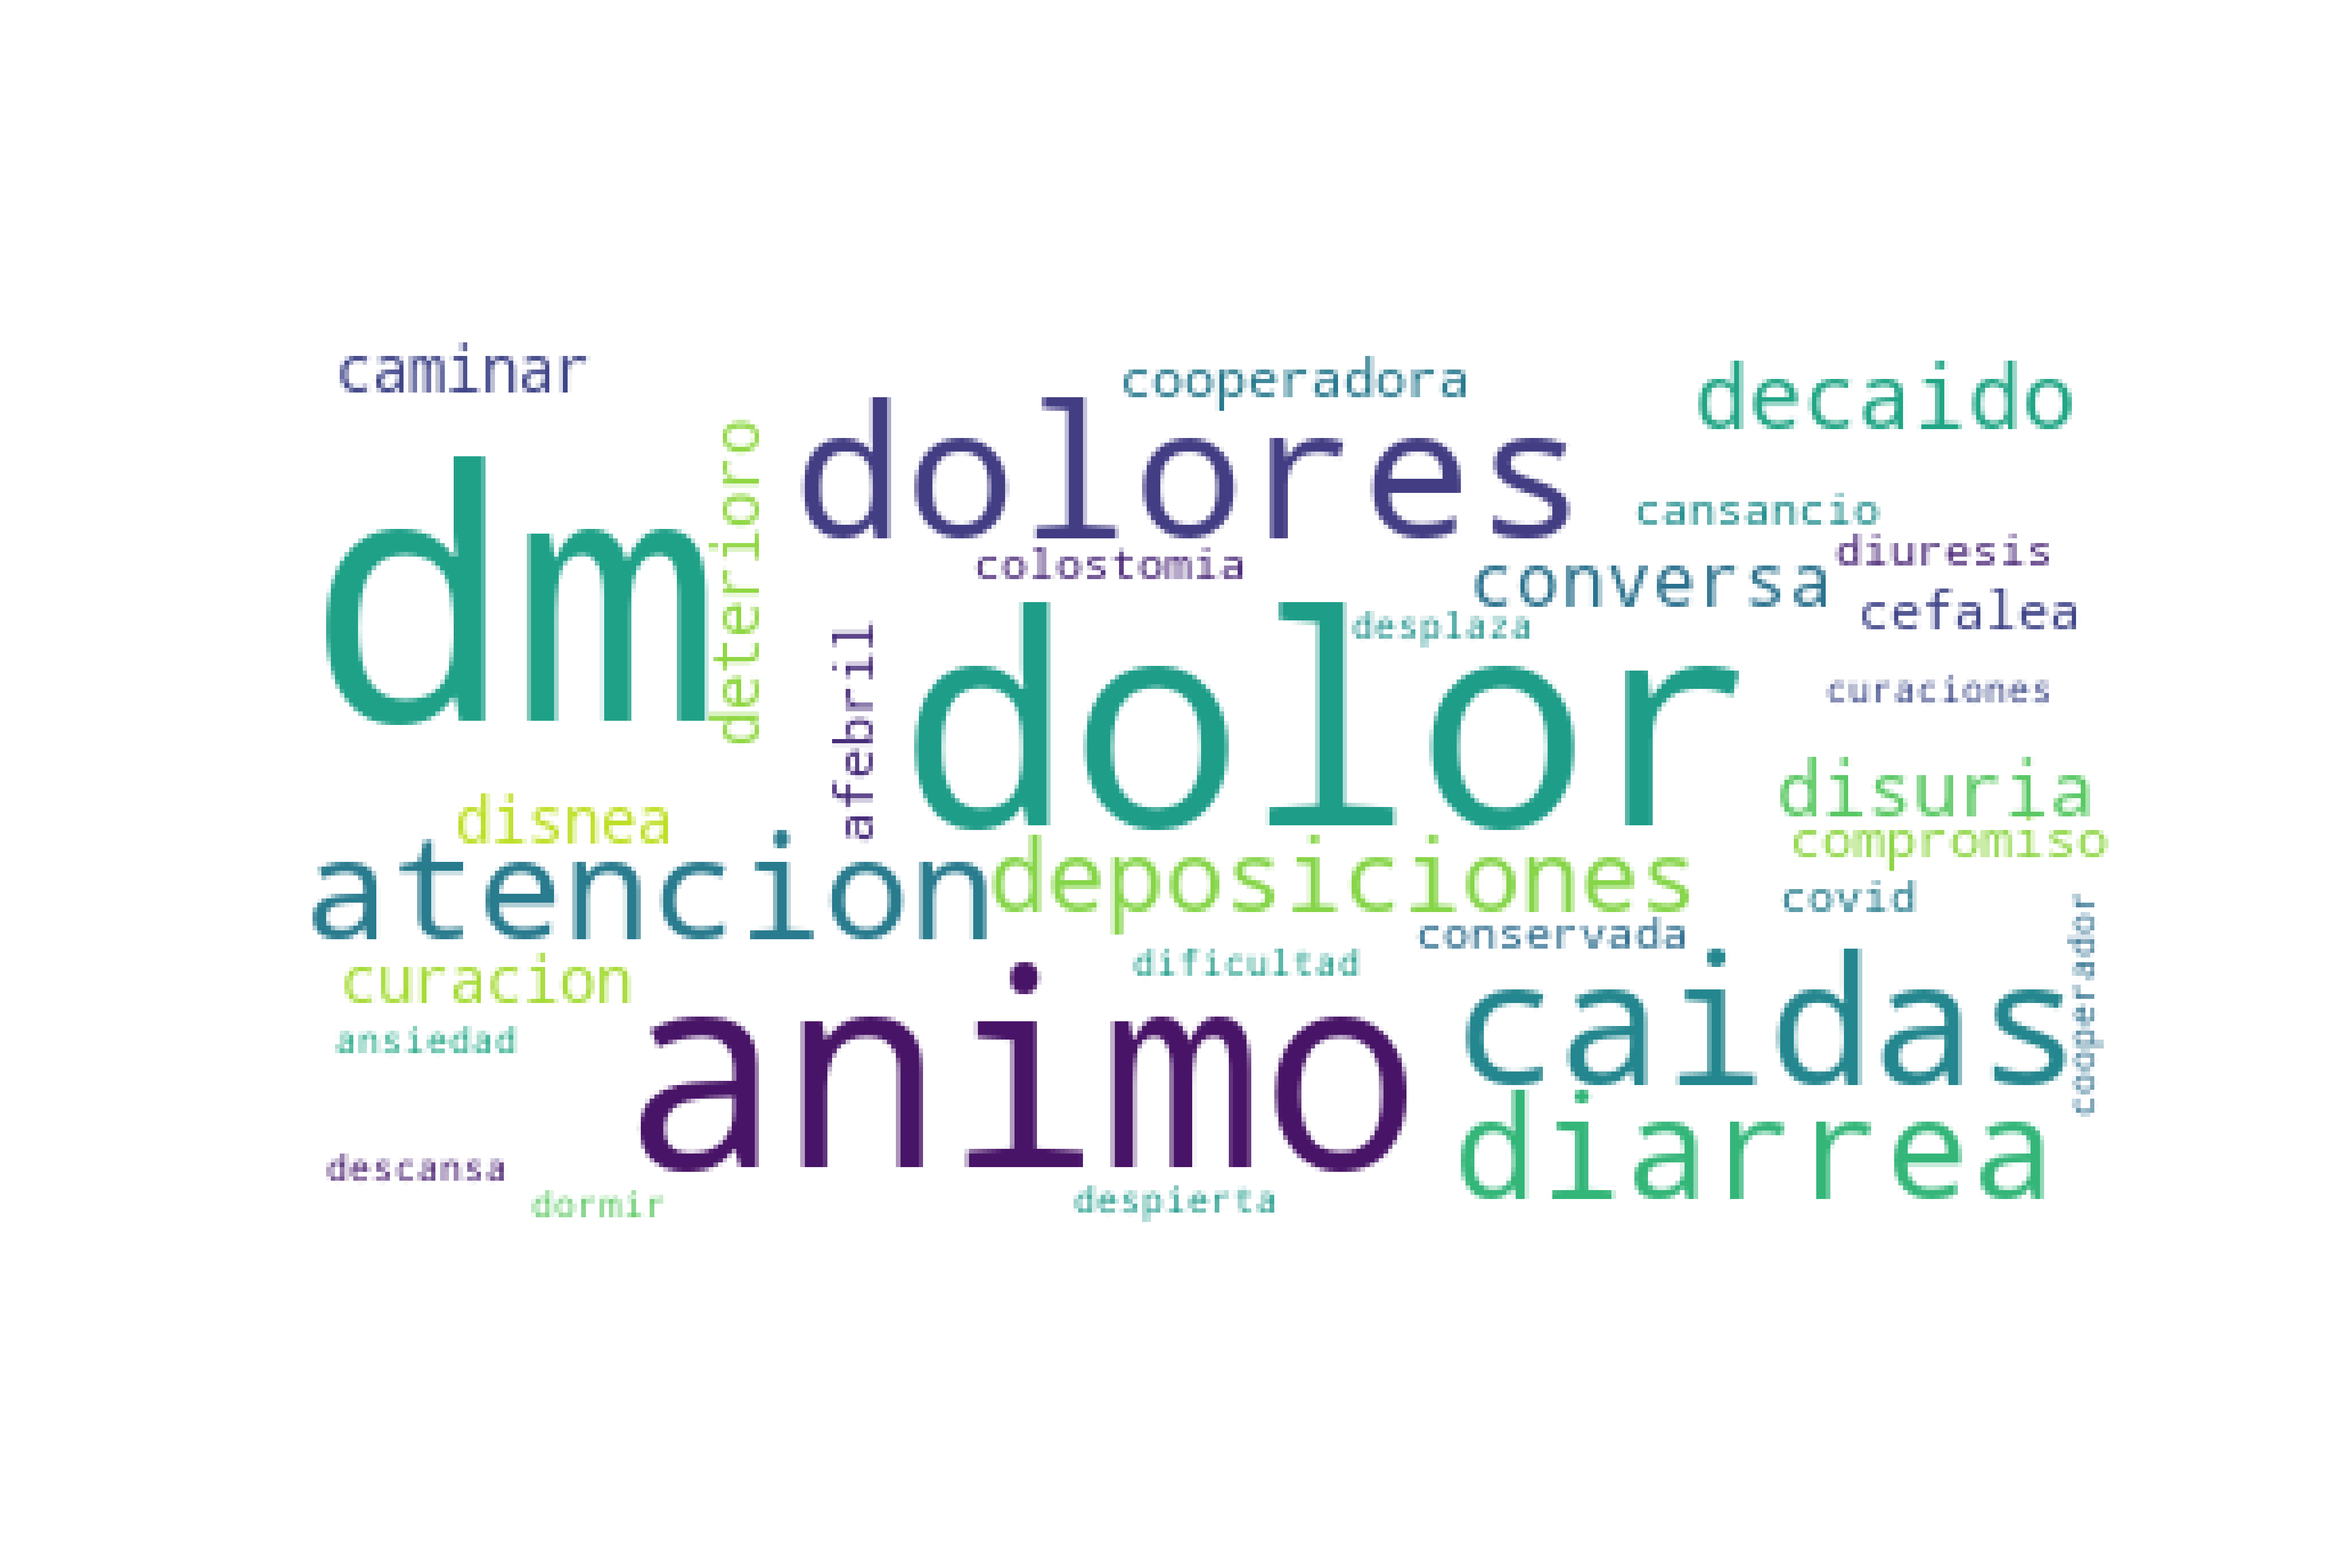 caminar
cooperadora
decaido
dolores
deterioro
dm
cansancio
diuresis
colostomia
conversa
cefalea
desplaza
afebril
dolor
curaciones
disnea
disuria
compromiso
atencion
deposiciones
covid
conservada
cooperador
curacion
dificultad
caidas
ansiedad
animo
diarrea
descansa
dormir
despierta